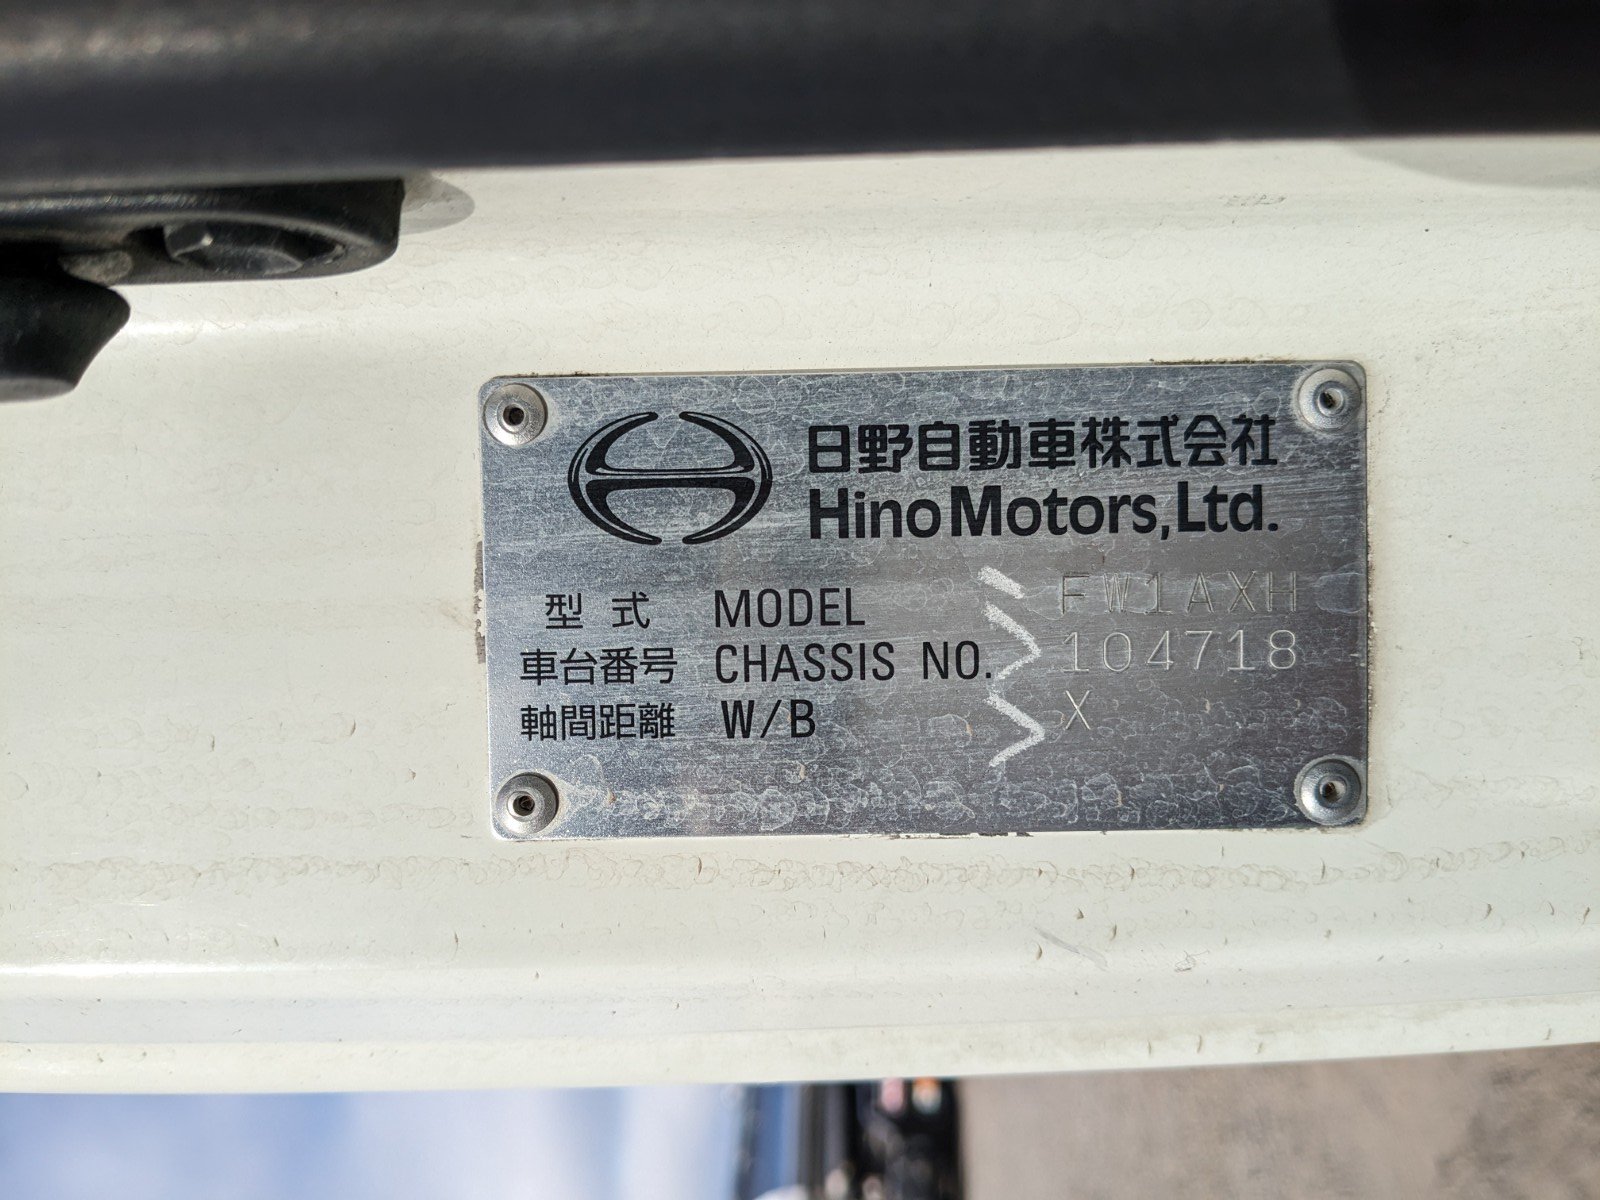 日野自動車株式会社
Hino Motors, Ltd.
型式 MODEL FW1AXH
車台番号 CHASSIS NO. 104718
軸間距離 W/B X